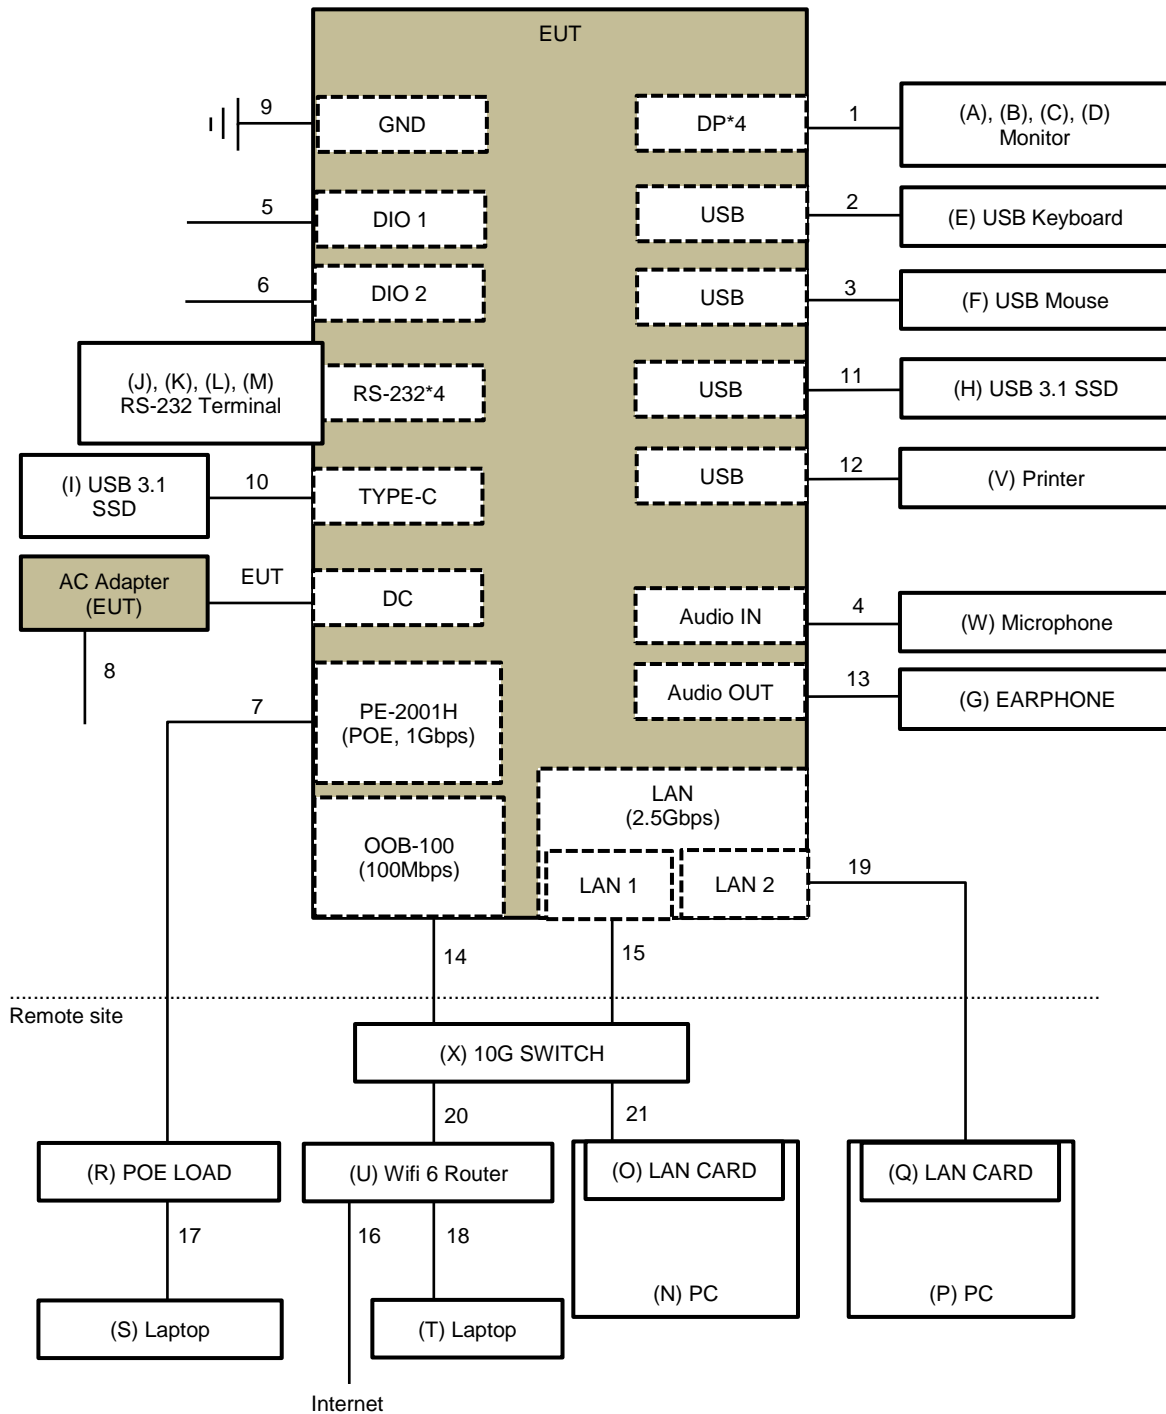 EUT
9
GND
DP*4
1
(A), (B), (C), (D)
Monitor
5
DIO 1
USB
2
(E) USB Keyboard
6
DIO 2
USB
3
(F) USB Mouse
(J), (K), (L), (M)
RS-232 Terminal
RS-232*4
USB
11
(H) USB 3.1 SSD
(I) USB 3.1
SSD
10
TYPE-C
USB
12
(V) Printer
AC Adapter
(EUT)
EUT
DC
8
Audio IN
4
(W) Microphone
Audio OUT
13
(G) EARPHONE
7
PE-2001H
(POE, 1Gbps)
LAN
(2.5Gbps)
OOB-100
(100Mbps)
LAN 1
LAN 2
19
14
15
Remote site
(X) 10G SWITCH
20
21
(R) POE LOAD
(U) Wifi 6 Router
(O) LAN CARD
(Q) LAN CARD
17
16
18
(N) PC
(P) PC
(S) Laptop
(T) Laptop
Internet